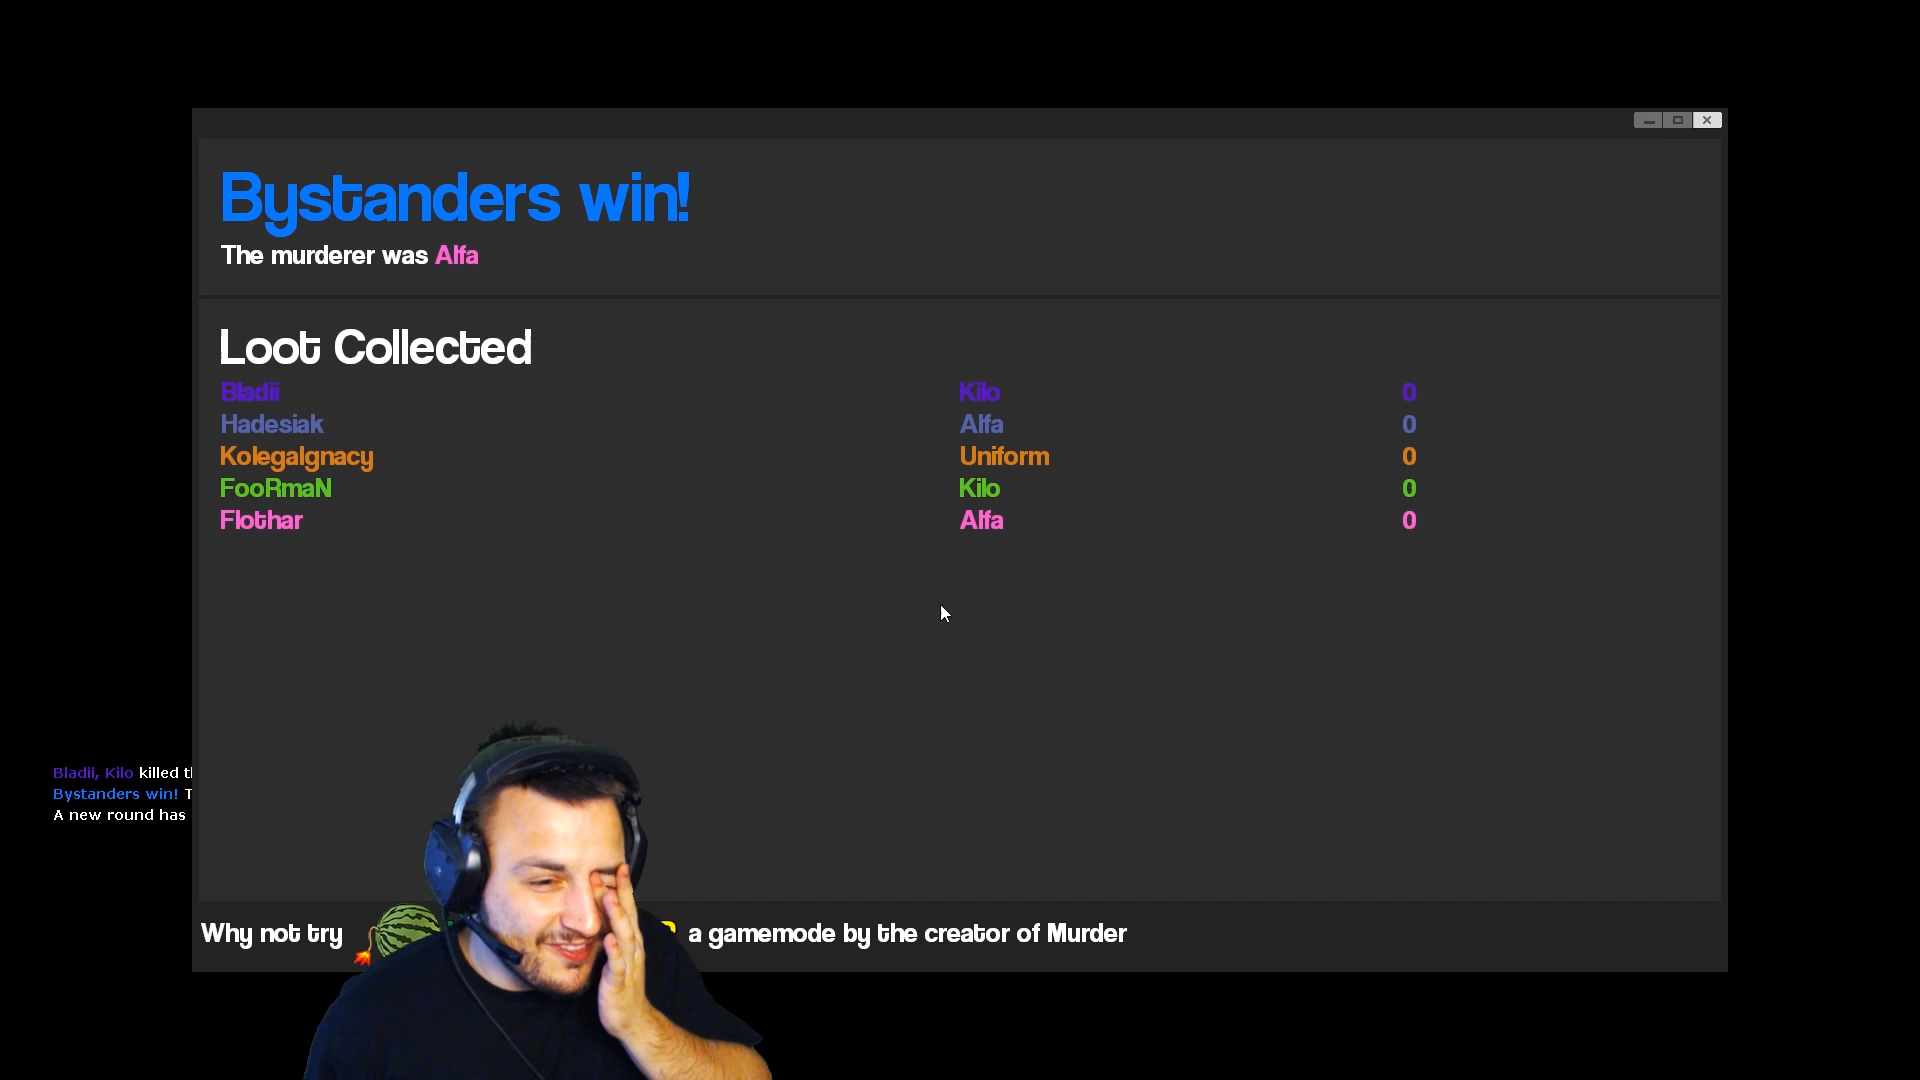 Bystanders win!
The murderer was Alfa
Loot Collected
Bladii Kilo 0
Hadesiak Alfa 0
KolegaIgnacy Uniform 0
FooRmaN Kilo 0
Flothar Alfa 0
Bladii, Kilo killed
Bystanders win!
A new round has
Why not try a gamemode by the creator of Murder